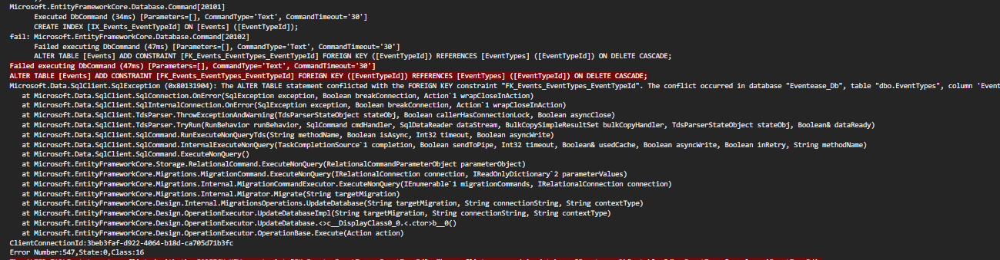 Microsoft.EntityFrameworkCore.Database.Command[20101]
Executed DbCommand (34ms) [Parameters=[], CommandType='Text', CommandTimeout='30']
CREATE INDEX [IX_Events_EventTypeId] ON [Events] ([EventTypeId]);
fail: Microsoft.EntityFrameworkCore.Database.Command[20102]
Failed executing DbCommand (47ms) [Parameters=[], CommandType='Text', CommandTimeout='30']
ALTER TABLE [Events] ADD CONSTRAINT [FK_Events_EventTypes_EventTypeId] FOREIGN KEY ([EventTypeId]) REFERENCES [EventTypes] ([EventTypeId]) ON DELETE CASCADE;
Failed executing DbCommand (47ms) [Parameters=[], CommandType='Text', CommandTimeout='30']
ALTER TABLE [Events] ADD CONSTRAINT [FK_Events_EventTypes_EventTypeId] FOREIGN KEY ([EventTypeId]) REFERENCES [EventTypes] ([EventTypeId]) ON DELETE CASCADE;
Microsoft.Data.SqlClient.SqlException (0x80131904): The ALTER TABLE statement conflicted with the FOREIGN KEY constraint "FK_Events_EventTypes_EventTypeId". The conflict occurred in database "Eventease_Db", table "dbo.EventTypes", column 'Event
at Microsoft.Data.SqlClient.SqlConnection.OnError(SqlException exception, Boolean breakConnection, Action`1 wrapCloseInAction)
at Microsoft.Data.SqlClient.SqlInternalConnection.OnError(SqlException exception, Boolean breakConnection, Action`1 wrapCloseInAction)
at Microsoft.Data.SqlClient.TdsParser.ThrowExceptionAndWarning(TdsParserStateObject stateObj, Boolean callerHasConnectionLock, Boolean asyncClose)
at Microsoft.Data.SqlClient.TdsParser.TryRun(RunBehavior runBehavior, SqlCommand cmdHandler, SqlDataReader dataStream, BulkCopySimpleResultSet bulkCopyHandler, TdsParserStateObject stateObj, Boolean& dataReady)
at Microsoft.Data.SqlClient.SqlCommand.RunExecuteNonQueryTds(String methodName, Boolean isAsync, Int32 timeout, Boolean asyncWrite)
at Microsoft.Data.SqlClient.SqlCommand.InternalExecuteNonQuery(TaskCompletionSource`1 completion, Boolean sendToPipe, Int32 timeout, Boolean& usedCache, Boolean asyncWrite, Boolean inRetry, String methodName)
at Microsoft.Data.SqlClient.SqlCommand.ExecuteNonQuery()
at Microsoft.EntityFrameworkCore.Storage.RelationalCommand.ExecuteNonQuery(RelationalCommandParameterObject parameterObject)
at Microsoft.EntityFrameworkCore.Migrations.MigrationCommand.ExecuteNonQuery(IRelationalConnection connection, IReadOnlyDictionary`2 parameterValues)
at Microsoft.EntityFrameworkCore.Migrations.Internal.MigrationCommandExecutor.ExecuteNonQuery(IEnumerable`1 migrationCommands, IRelationalConnection connection)
at Microsoft.EntityFrameworkCore.Migrations.Internal.Migrator.Migrate(String targetMigration)
at Microsoft.EntityFrameworkCore.Design.Internal.MigrationsOperations.UpdateDatabase(String targetMigration, String connectionString, String contextType)
at Microsoft.EntityFrameworkCore.Design.OperationExecutor.UpdateDatabaseImpl(String targetMigration, String connectionString, String contextType)
at Microsoft.EntityFrameworkCore.Design.OperationExecutor.UpdateDatabase.<>c__DisplayClass0_0.<.ctor>b__0()
at Microsoft.EntityFrameworkCore.Design.OperationExecutor.OperationBase.Execute(Action action)
ClientConnectionId:3beb3faf-d922-4064-b18d-ca705d71b3fc
Error Number:547,State:0,Class:16